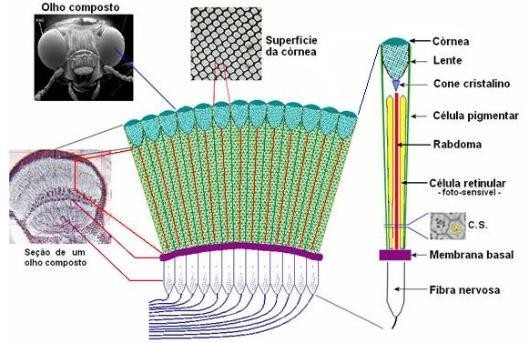 Olho composto
Superfície
da córnea
Córnea
Lente
Cone cristalino
Célula pigmentar
Rabdoma
Célula retinular
- foto-sensível -
C.S.
Membrana basal
Fibra nervosa
Seção de um
olho composto